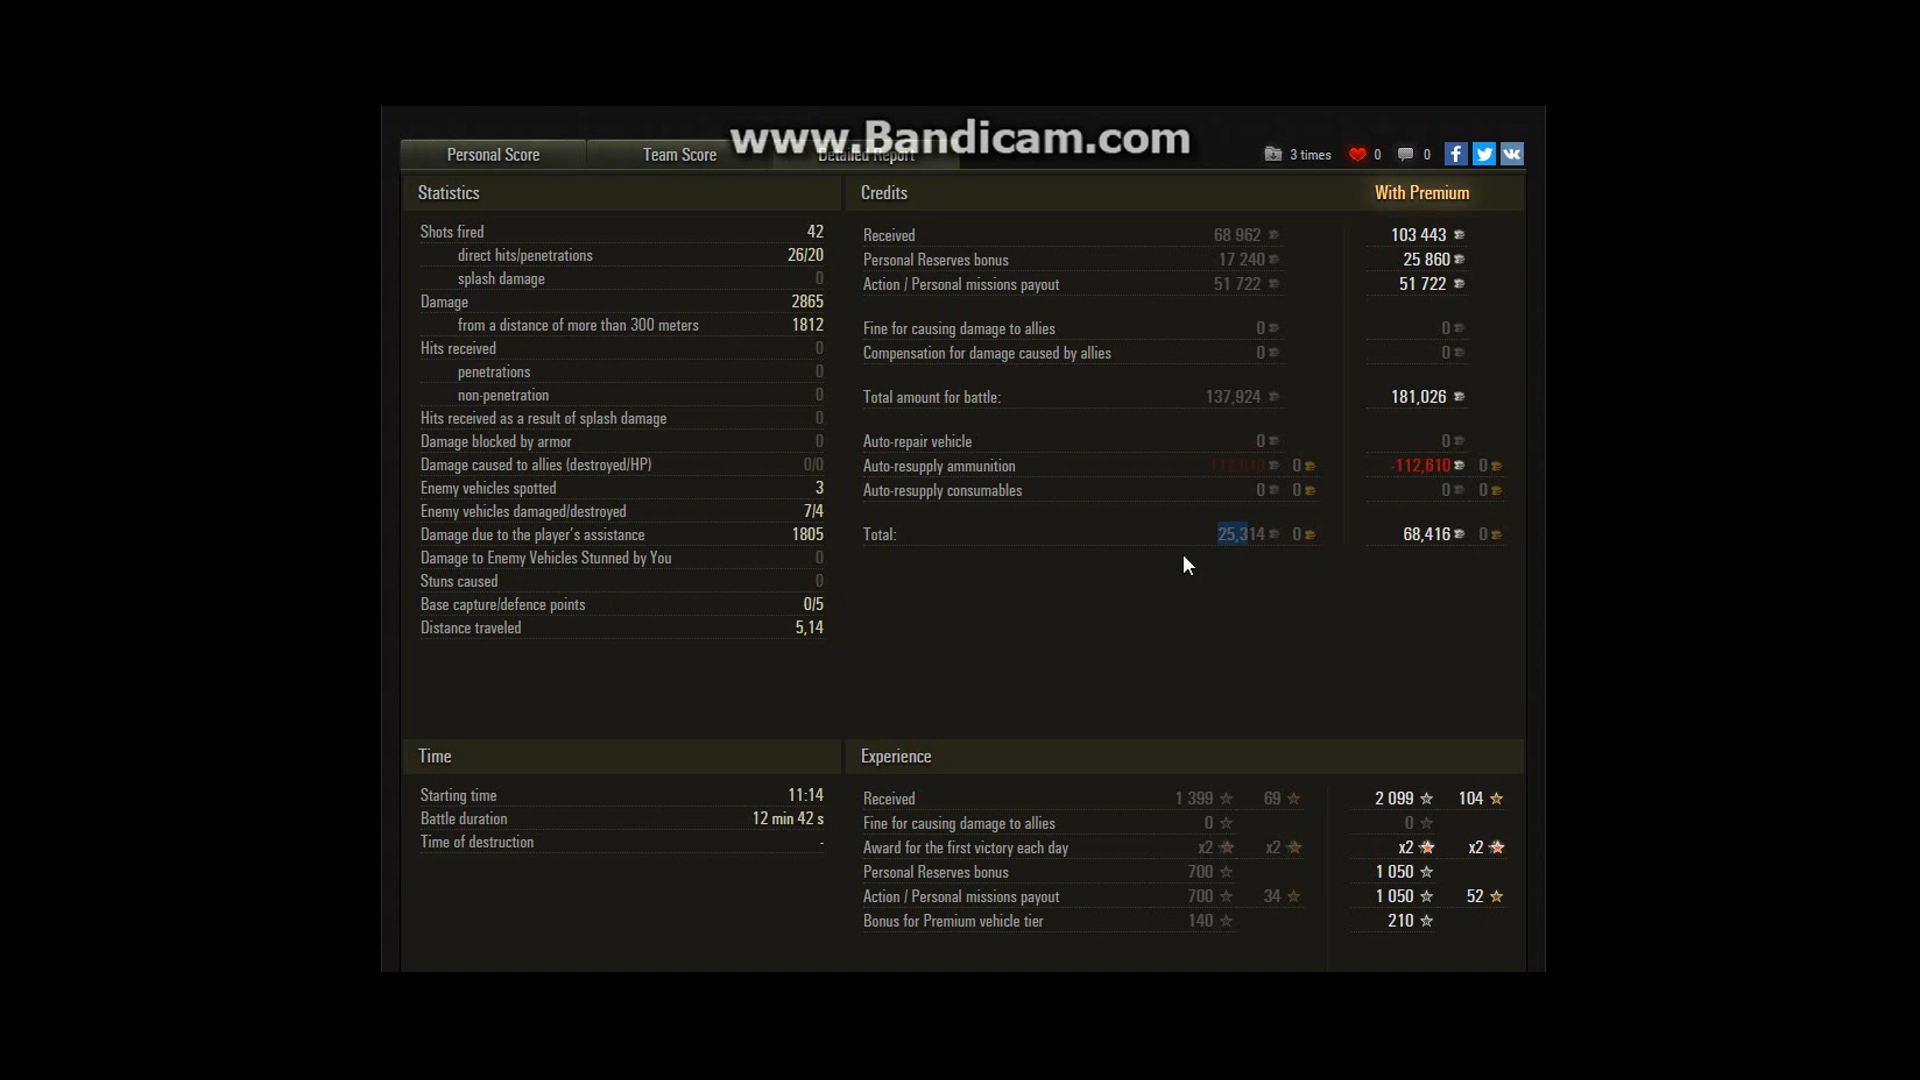 www.Bandicam.com
Personal Score Team Score Detailed Report 3 times 0 0
Statistics
Shots fired 42
direct hits/penetrations 26/20
splash damage 0
Damage 2865
from a distance of more than 300 meters 1812
Hits received 0
penetrations 0
non-penetration 0
Hits received as a result of splash damage 0
Damage blocked by armor 0
Damage caused to allies (destroyed/HP) 0/0
Enemy vehicles spotted 3
Enemy vehicles damaged/destroyed 7/4
Damage due to the player's assistance 1805
Damage to Enemy Vehicles Stunned by You 0
Stuns caused 0
Base capture/defence points 0/5
Distance traveled 5,14
Credits With Premium
Received 68 962 103 443
Personal Reserves bonus 17 240 25 860
Action / Personal missions payout 51 722 51 722
Fine for causing damage to allies 0 0
Compensation for damage caused by allies 0 0
Total amount for battle: 137,924 181,026
Auto-repair vehicle 0 0
Auto-resupply ammunition -112,610 0 -112,610 0
Auto-resupply consumables 0 0 0 0
Total: 25,314 0 68,416 0
Time
Starting time 11:14
Battle duration 12 min 42 s
Time of destruction -
Experience
Received 1 399 69 2 099 104
Fine for causing damage to allies 0 0
Award for the first victory each day x2 x2 x2 x2
Personal Reserves bonus 700 1 050
Action / Personal missions payout 700 34 1 050 52
Bonus for Premium vehicle tier 140 210